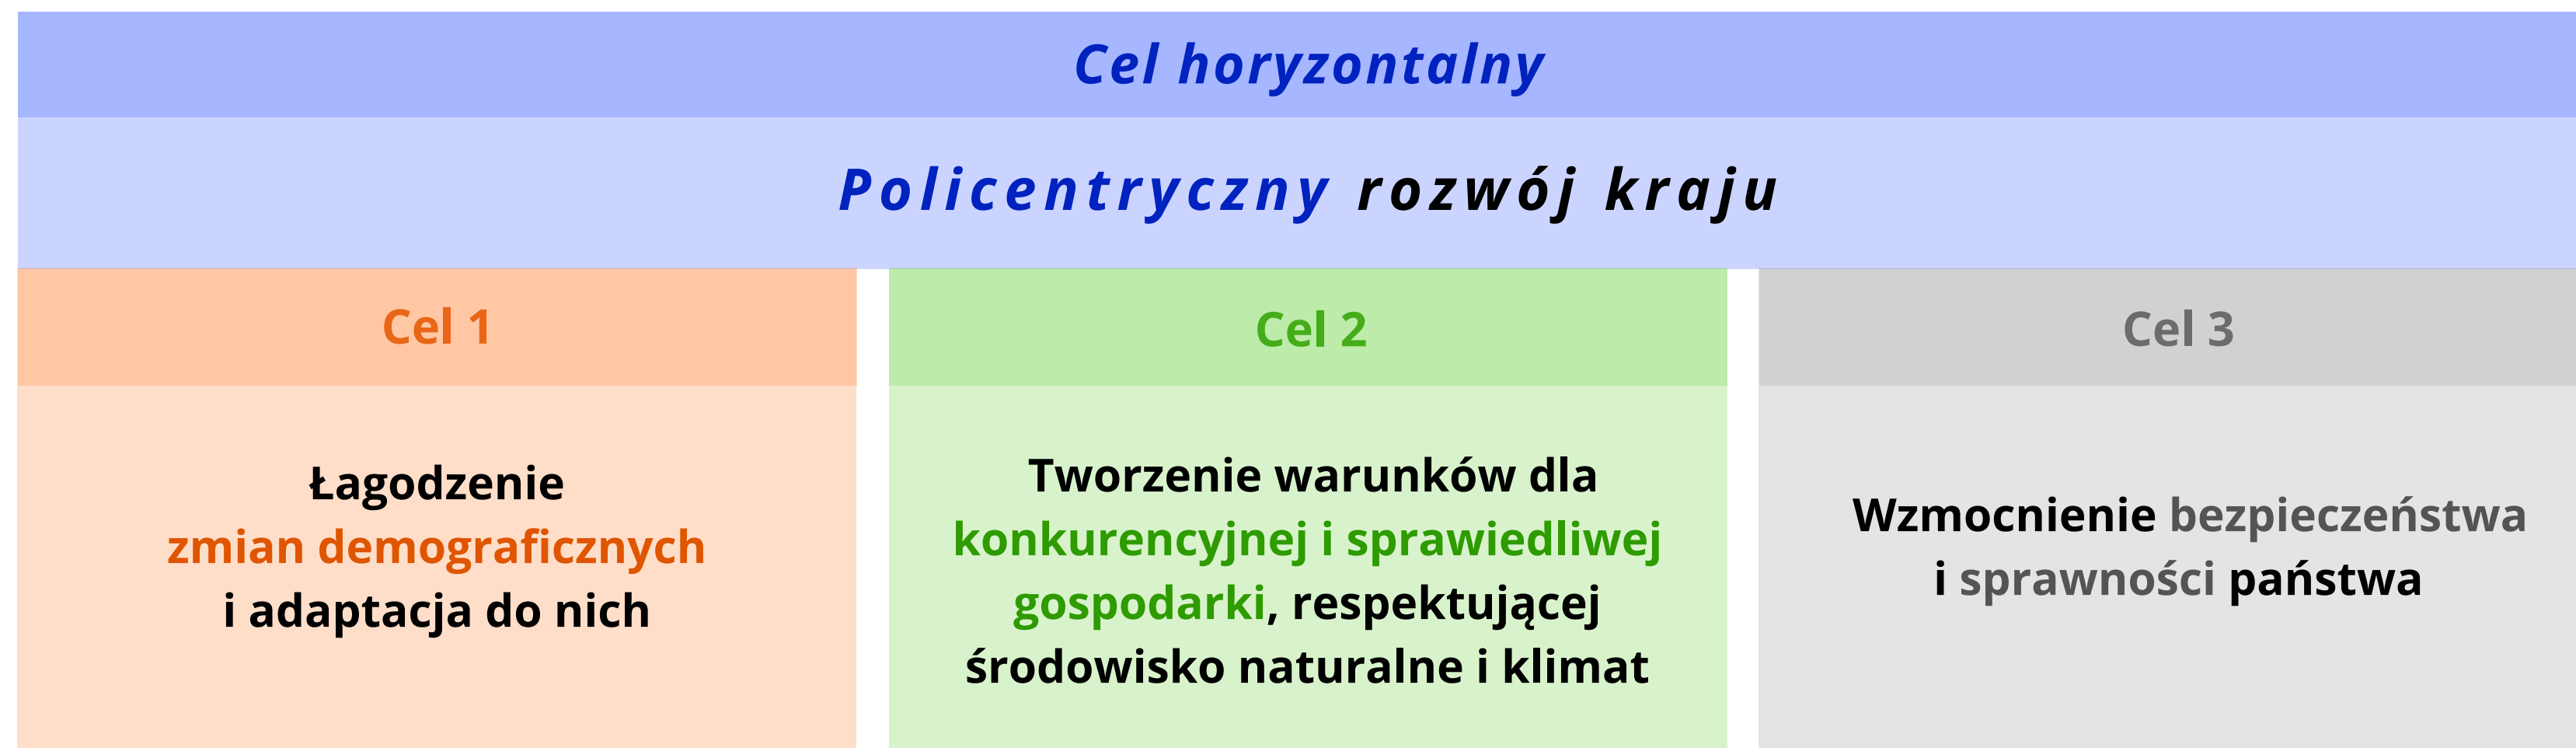 Cel horyzontalny
Policentryczny rozwój kraju
Cel 1
Łagodzenie
zmian demograficznych
i adaptacja do nich
Cel 2
Tworzenie warunków dla
konkurencyjnej i sprawiedliwej
gospodarki, respektującej
środowisko naturalne i klimat
Cel 3
Wzmocnienie bezpieczeństwa
i sprawności państwa